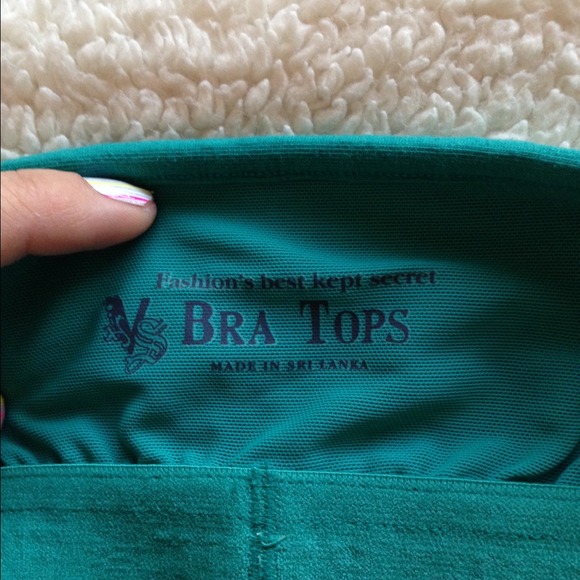 Fashion's best kept secret
VS BRA TOPS
MADE IN SRI LANKA